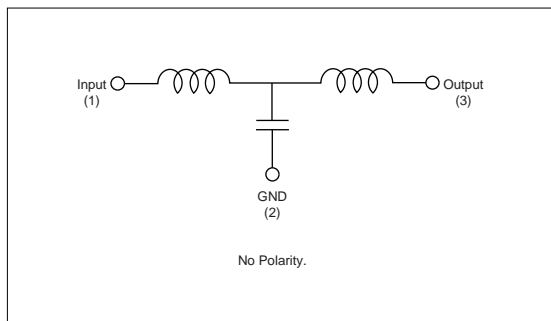 Input
(1)
Output
(3)
GND
(2)
No Polarity.